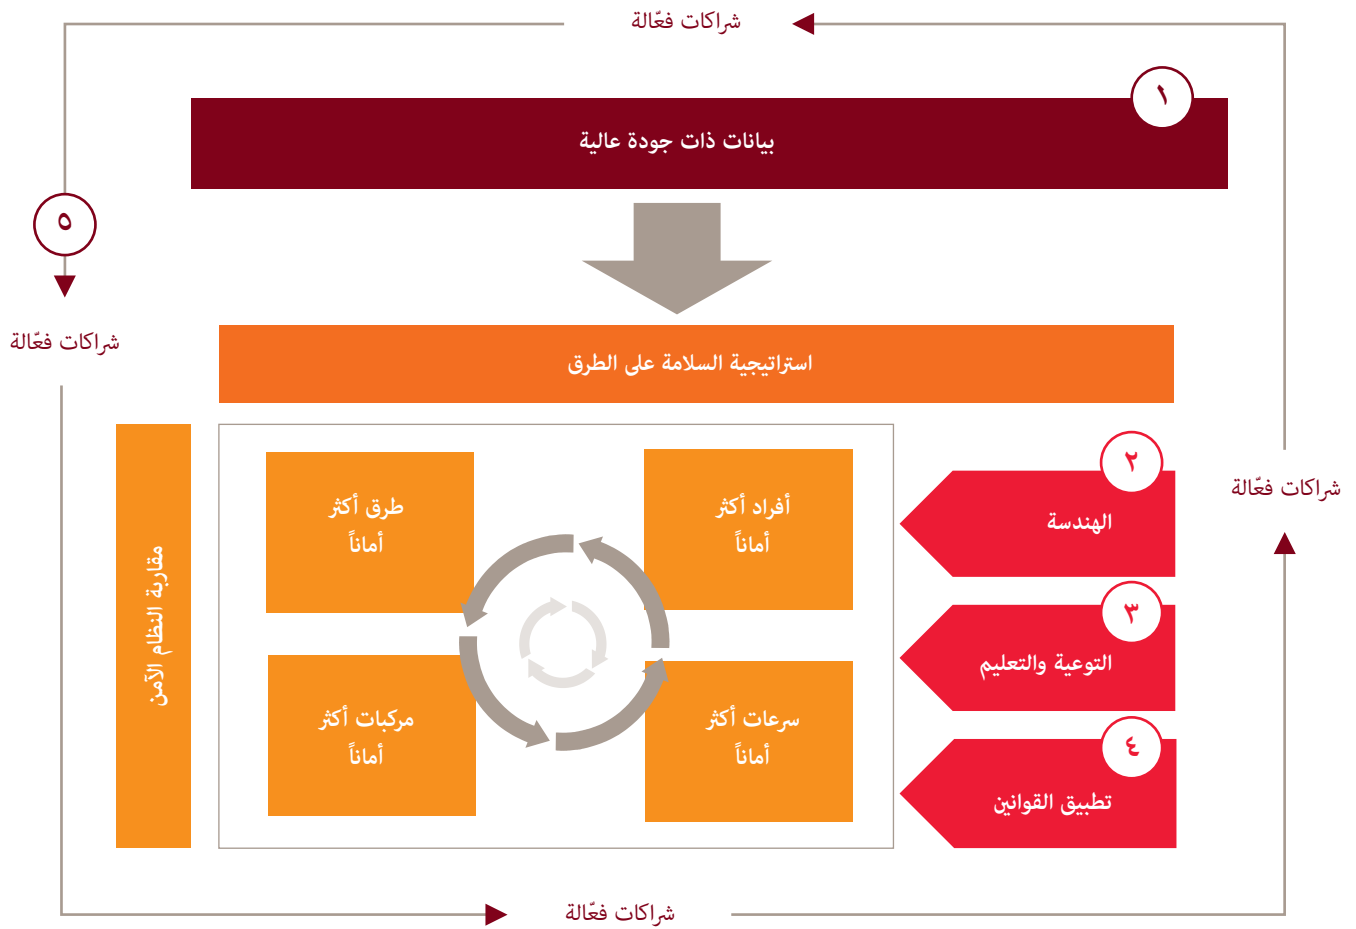 شراكات فعّالة
١
بيانات ذات جودة عالية
٥
شراكات فعّالة
استراتيجية السلامة على الطرق
شراكات فعّالة
٢
الهندسة
٣
التوعية والتعليم
٤
تطبيق القوانين
أفراد أكثر
أماناً
طرق أكثر
أماناً
سرعات أكثر
أماناً
مركبات أكثر
أماناً
مقاربة النظام الآمن
شراكات فعّالة